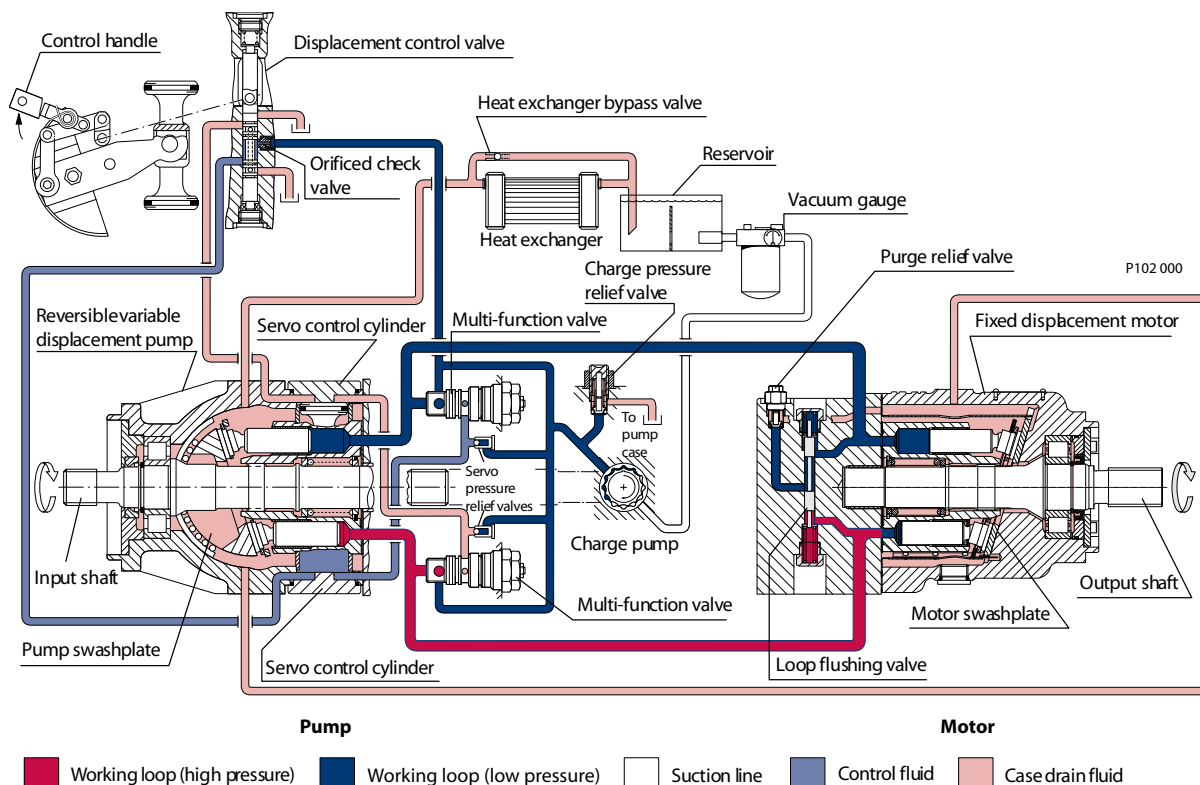 Control handle
Displacement control valve
Heat exchanger bypass valve
Reservoir
Orificed check
valve
Vacuum gauge
Heat exchanger
Charge pressure
relief valve
Purge relief valve
P102 000
Reversible variable
displacement pump
Servo control cylinder
Multi-function valve
Fixed displacement motor
To
pump
case
Servo
pressure
relief valves
Charge pump
Input shaft
Multi-function valve
Output shaft
Motor swashplate
Pump swashplate
Servo control cylinder
Loop flushing valve
Pump
Motor
Working loop (high pressure)
Working loop (low pressure)
Suction line
Control fluid
Case drain fluid